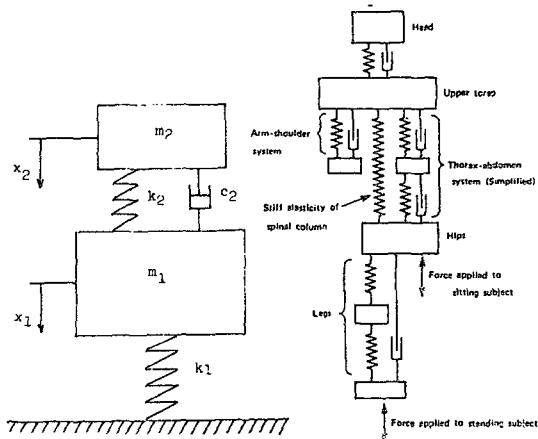 m2
x2
k2
c2
m1
x1
k1
Head
Upper torso
Arm-shoulder
system
Thorax-abdomen
system (Simplified)
Stiff elasticity of
spinal column
Hips
Force applied to
sitting subject
Legs
Force applied to standing subject